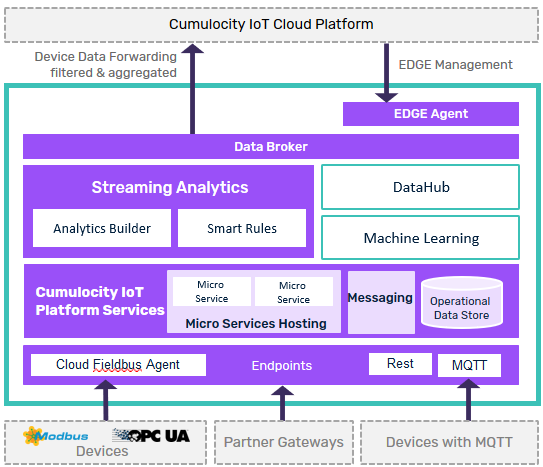 Cumulocity IoT Cloud Platform
Device Data Forwarding
filtered & aggregated
EDGE Management
EDGE Agent
Data Broker
Streaming Analytics
Analytics Builder
Smart Rules
DataHub
Machine Learning
Cumulocity IoT
Platform Services
Micro
Service
Micro
Service
Micro Services Hosting
Messaging
Operational
Data Store
Cloud Fieldbus Agent
Endpoints
Rest
MQTT
Modbus
OPC UA
Devices
Partner Gateways
Devices with MQTT